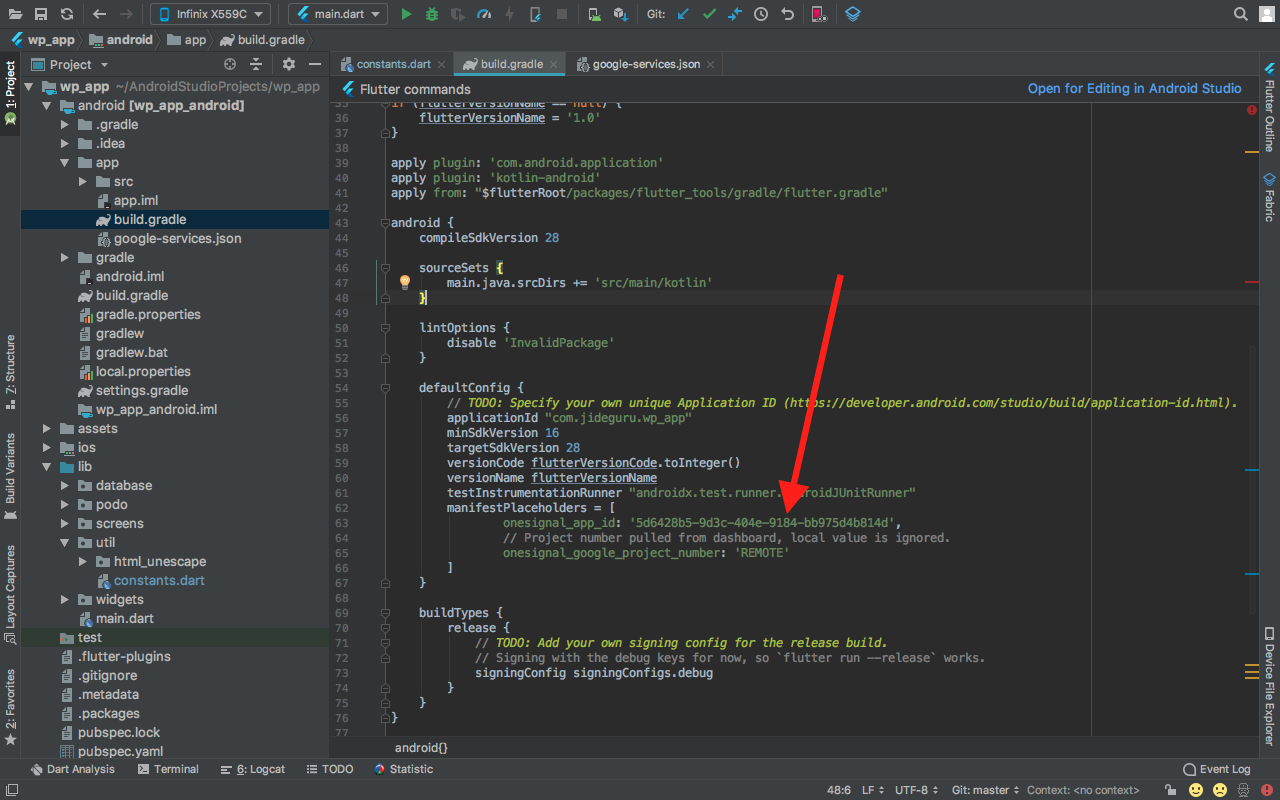 Infinix X559C
main.dart
Git:
wp_app
android
app
build.gradle
Project
constants.dart
build.gradle
google-services.json
1: Project
Z: Structure
Build Variants
Layout Captures
2: Favorites
wp_app ~/AndroidStudioProjects/wp_app
android [wp_app_android]
.gradle
.idea
app
src
app.iml
build.gradle
google-services.json
gradle
android.iml
build.gradle
gradle.properties
gradlew
gradlew.bat
local.properties
settings.gradle
wp_app_android.iml
assets
ios
lib
database
podo
screens
util
html_unescape
constants.dart
widgets
main.dart
test
.flutter-plugins
.gitignore
.metadata
.packages
pubspec.lock
pubspec.yaml
Flutter commands
Open for Editing in Android Studio
35 if (flutterVersionName == null) {
36 flutterVersionName = '1.0'
37 }
38
39 apply plugin: 'com.android.application'
40 apply plugin: 'kotlin-android'
41 apply from: "$flutterRoot/packages/flutter_tools/gradle/flutter.gradle"
42
43 android {
44 compileSdkVersion 28
45
46 sourceSets {
47 main.java.srcDirs += 'src/main/kotlin'
48 }
49
50 lintOptions {
51 disable 'InvalidPackage'
52 }
53
54 defaultConfig {
55 // TODO: Specify your own unique Application ID (https://developer.android.com/studio/build/application-id.html).
56 applicationId "com.jideguru.wp_app"
57 minSdkVersion 16
58 targetSdkVersion 28
59 versionCode flutterVersionCode.toInteger()
60 versionName flutterVersionName
61 testInstrumentationRunner "androidx.test.runner. roidJUnitRunner"
62 manifestPlaceholders = [
63 onesignal_app_id: '5d6428b5-9d3c-404e-9184-bb975d4b814d',
64 // Project number pulled from dashboard, local value is ignored.
65 onesignal_google_project_number: 'REMOTE'
66 ]
67 }
68
69 buildTypes {
70 release {
71 // TODO: Add your own signing config for the release build.
72 // Signing with the debug keys for now, so `flutter run --release` works.
73 signingConfig signingConfigs.debug
74 }
75 }
76 }
77
android{}
Flutter Outline
Fabric
Device File Explorer
Dart Analysis
Terminal
6: Logcat
TODO
Statistic
Event Log
48:6
LF
UTF-8
Git: master
Context: <no context>